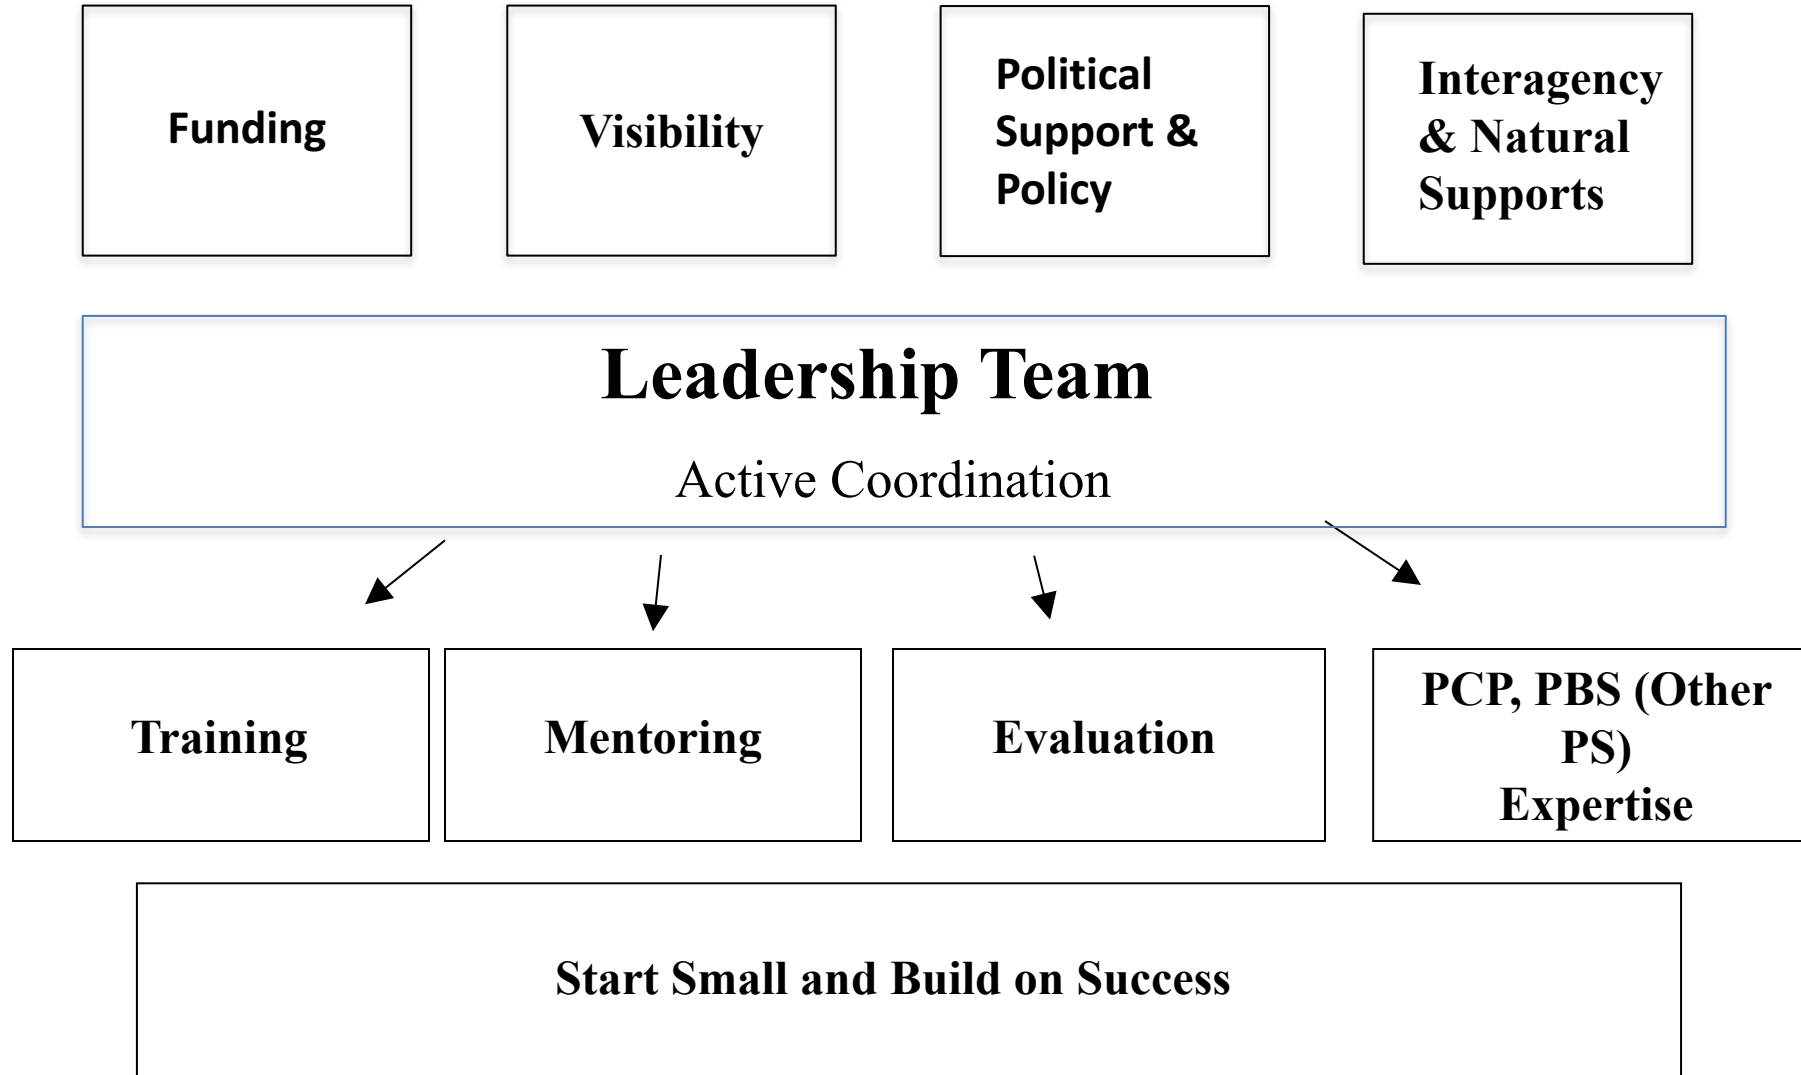 Funding
Visibility
Political
Support &
Policy
Interagency
& Natural
Supports
Leadership Team
Active Coordination
Training
Mentoring
Evaluation
PCP, PBS (Other
PS)
Expertise
Start Small and Build on Success